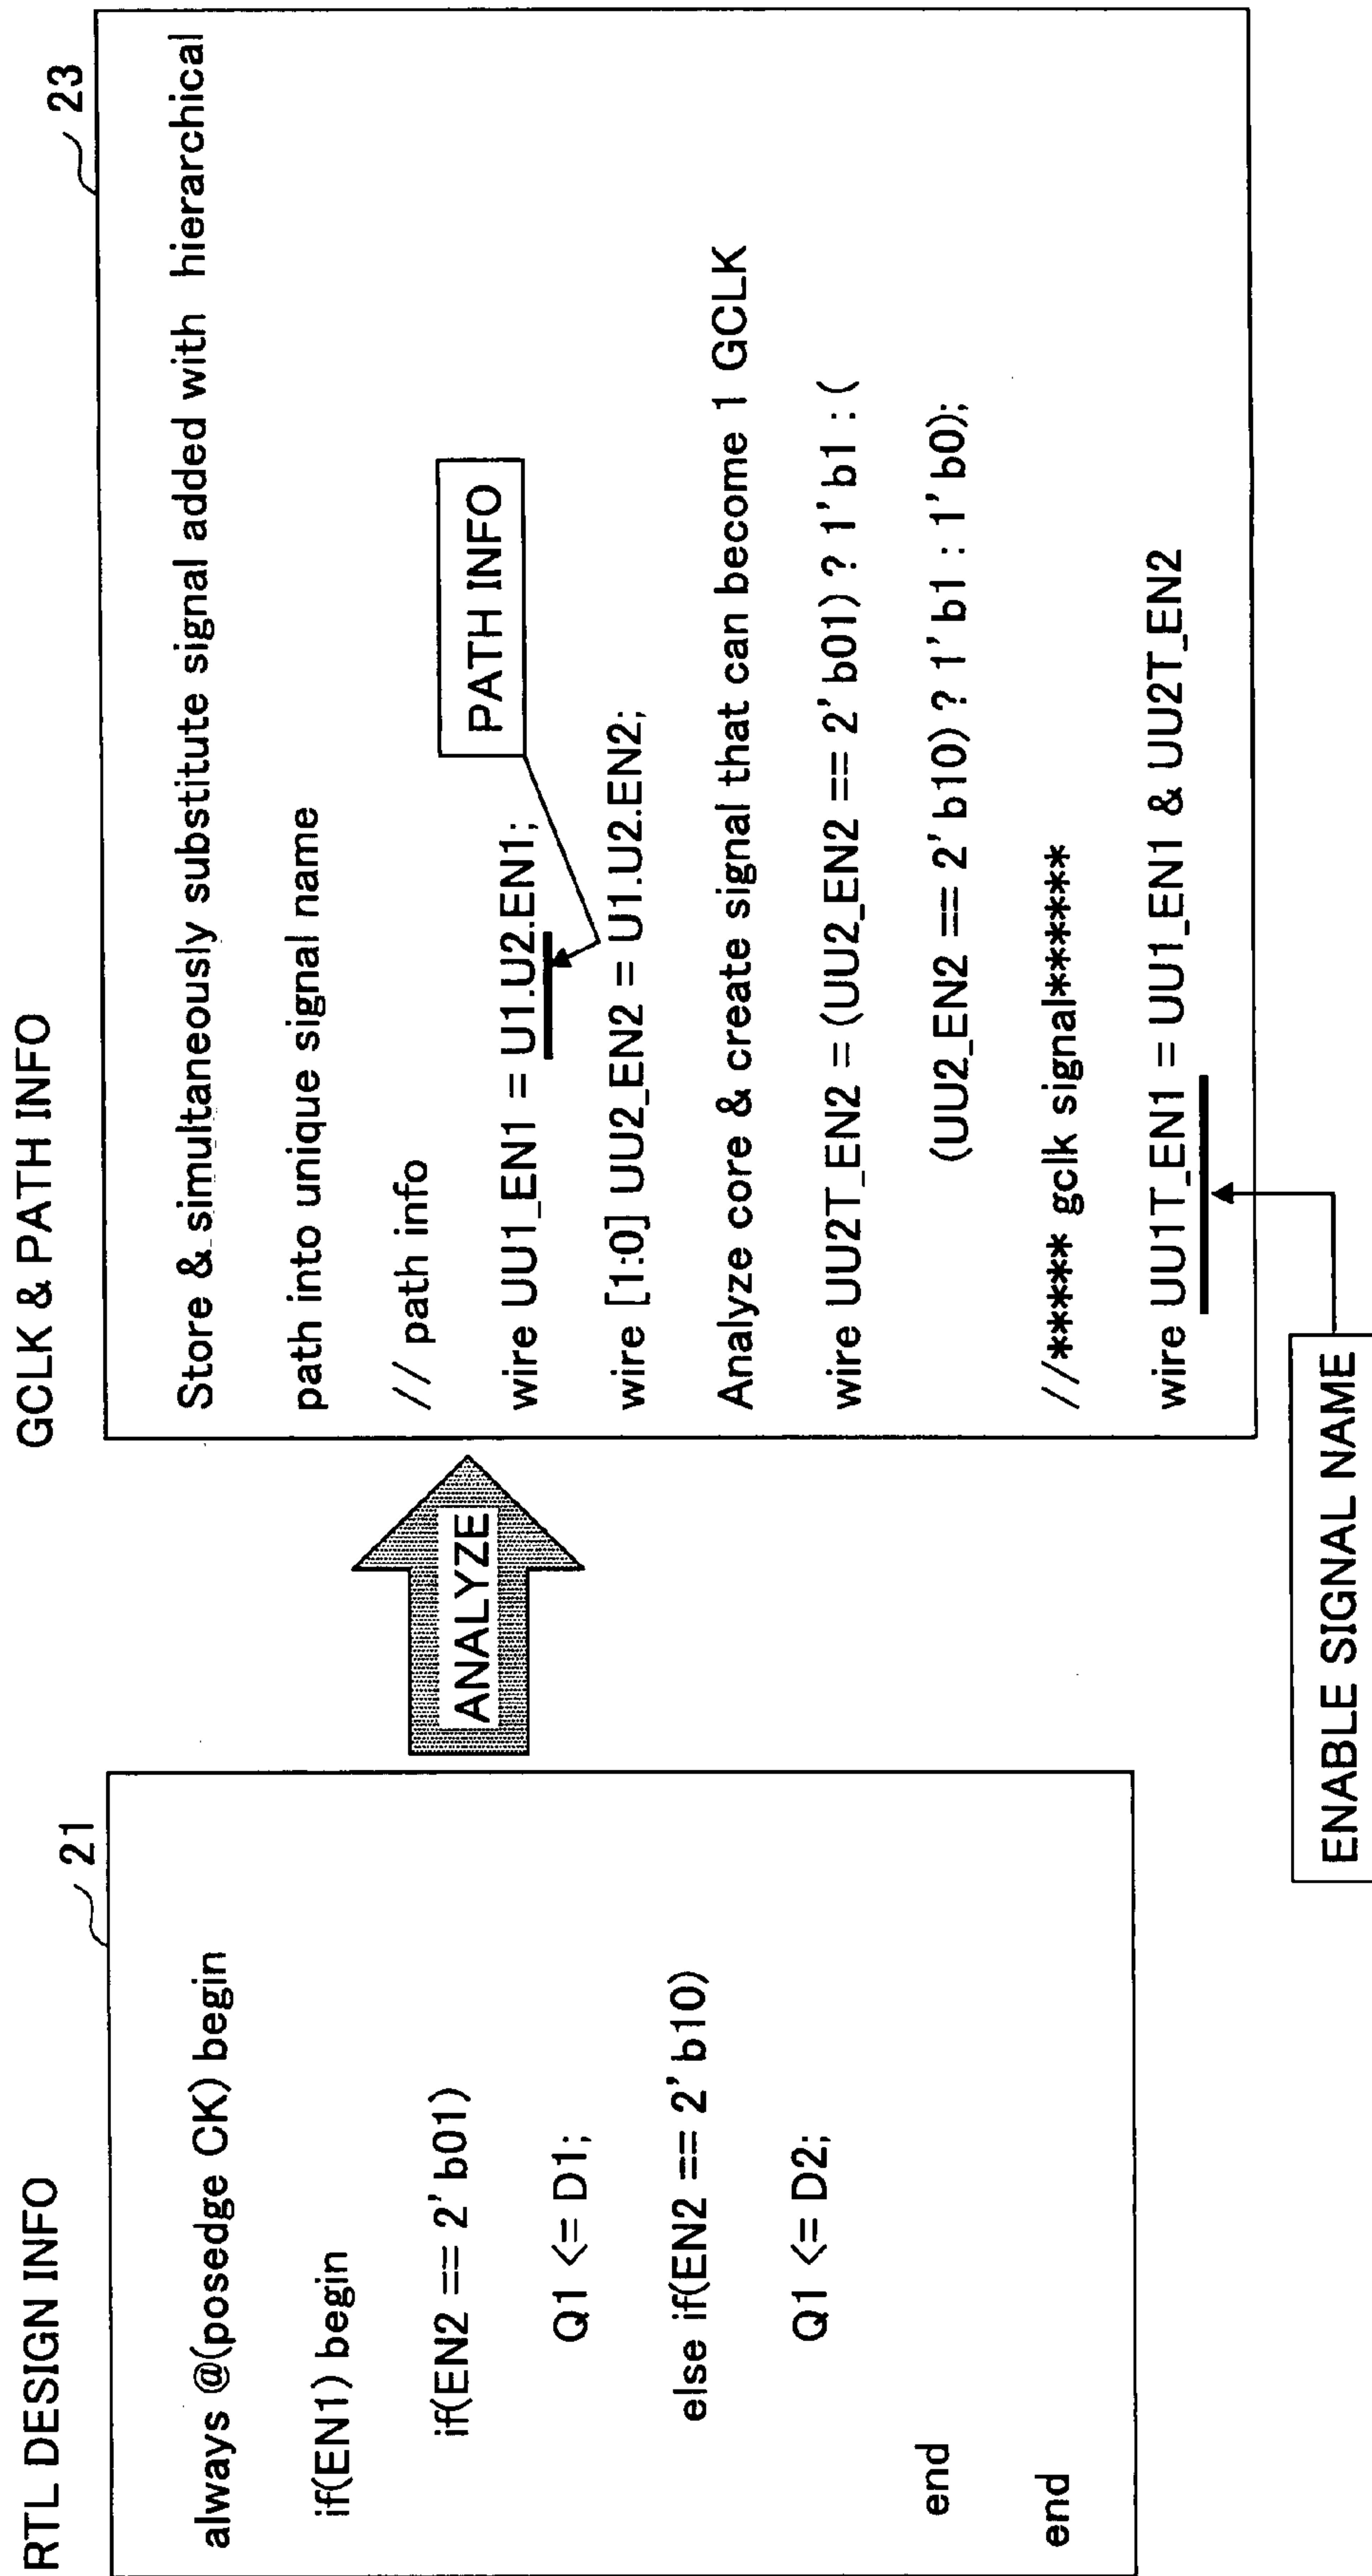 RTL DESIGN INFO
21
always @(posedge CK) begin
if(EN1) begin
if(EN2 == 2' b01)
Q1 <= D1;
else if(EN2 == 2' b10)
Q1 <= D2;
end
end
ANALYZE
GCLK & PATH INFO
23
Store & simultaneously substitute signal added with hierarchical
path into unique signal name
// path info
wire UU1_EN1 = U1.U2.EN1;
wire [1:0] UU2_EN2 = U1.U2.EN2;
PATH INFO
Analyze core & create signal that can become 1 GCLK
wire UU2T_EN2 = (UU2_EN2 == 2' b01) ? 1' b1 : (
(UU2_EN2 == 2' b10) ? 1' b1 : 1' b0);
//***** gclk signal******
wire UU1T_EN1 = UU1_EN1 & UU2T_EN2
ENABLE SIGNAL NAME